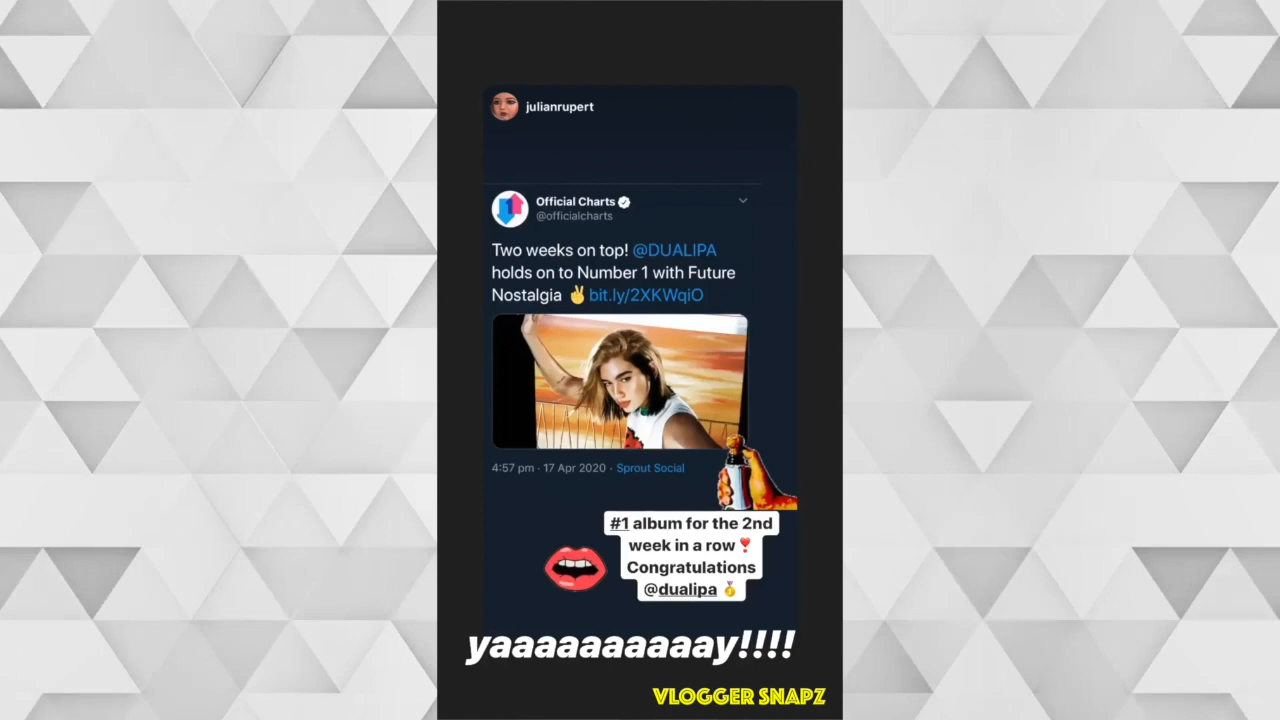 julianrupert
Official Charts
@officialcharts
Two weeks on top! @DUALIPA
holds on to Number 1 with Future
Nostalgia ✌️ bit.ly/2XKWqiO
4:57 pm · 17 Apr 2020 · Sprout Social
#1 album for the 2nd
week in a row ❣️
Congratulations
@dualipa 🥇
yaaaaaaaaaay!!!!
VLOGGER SNAPZ